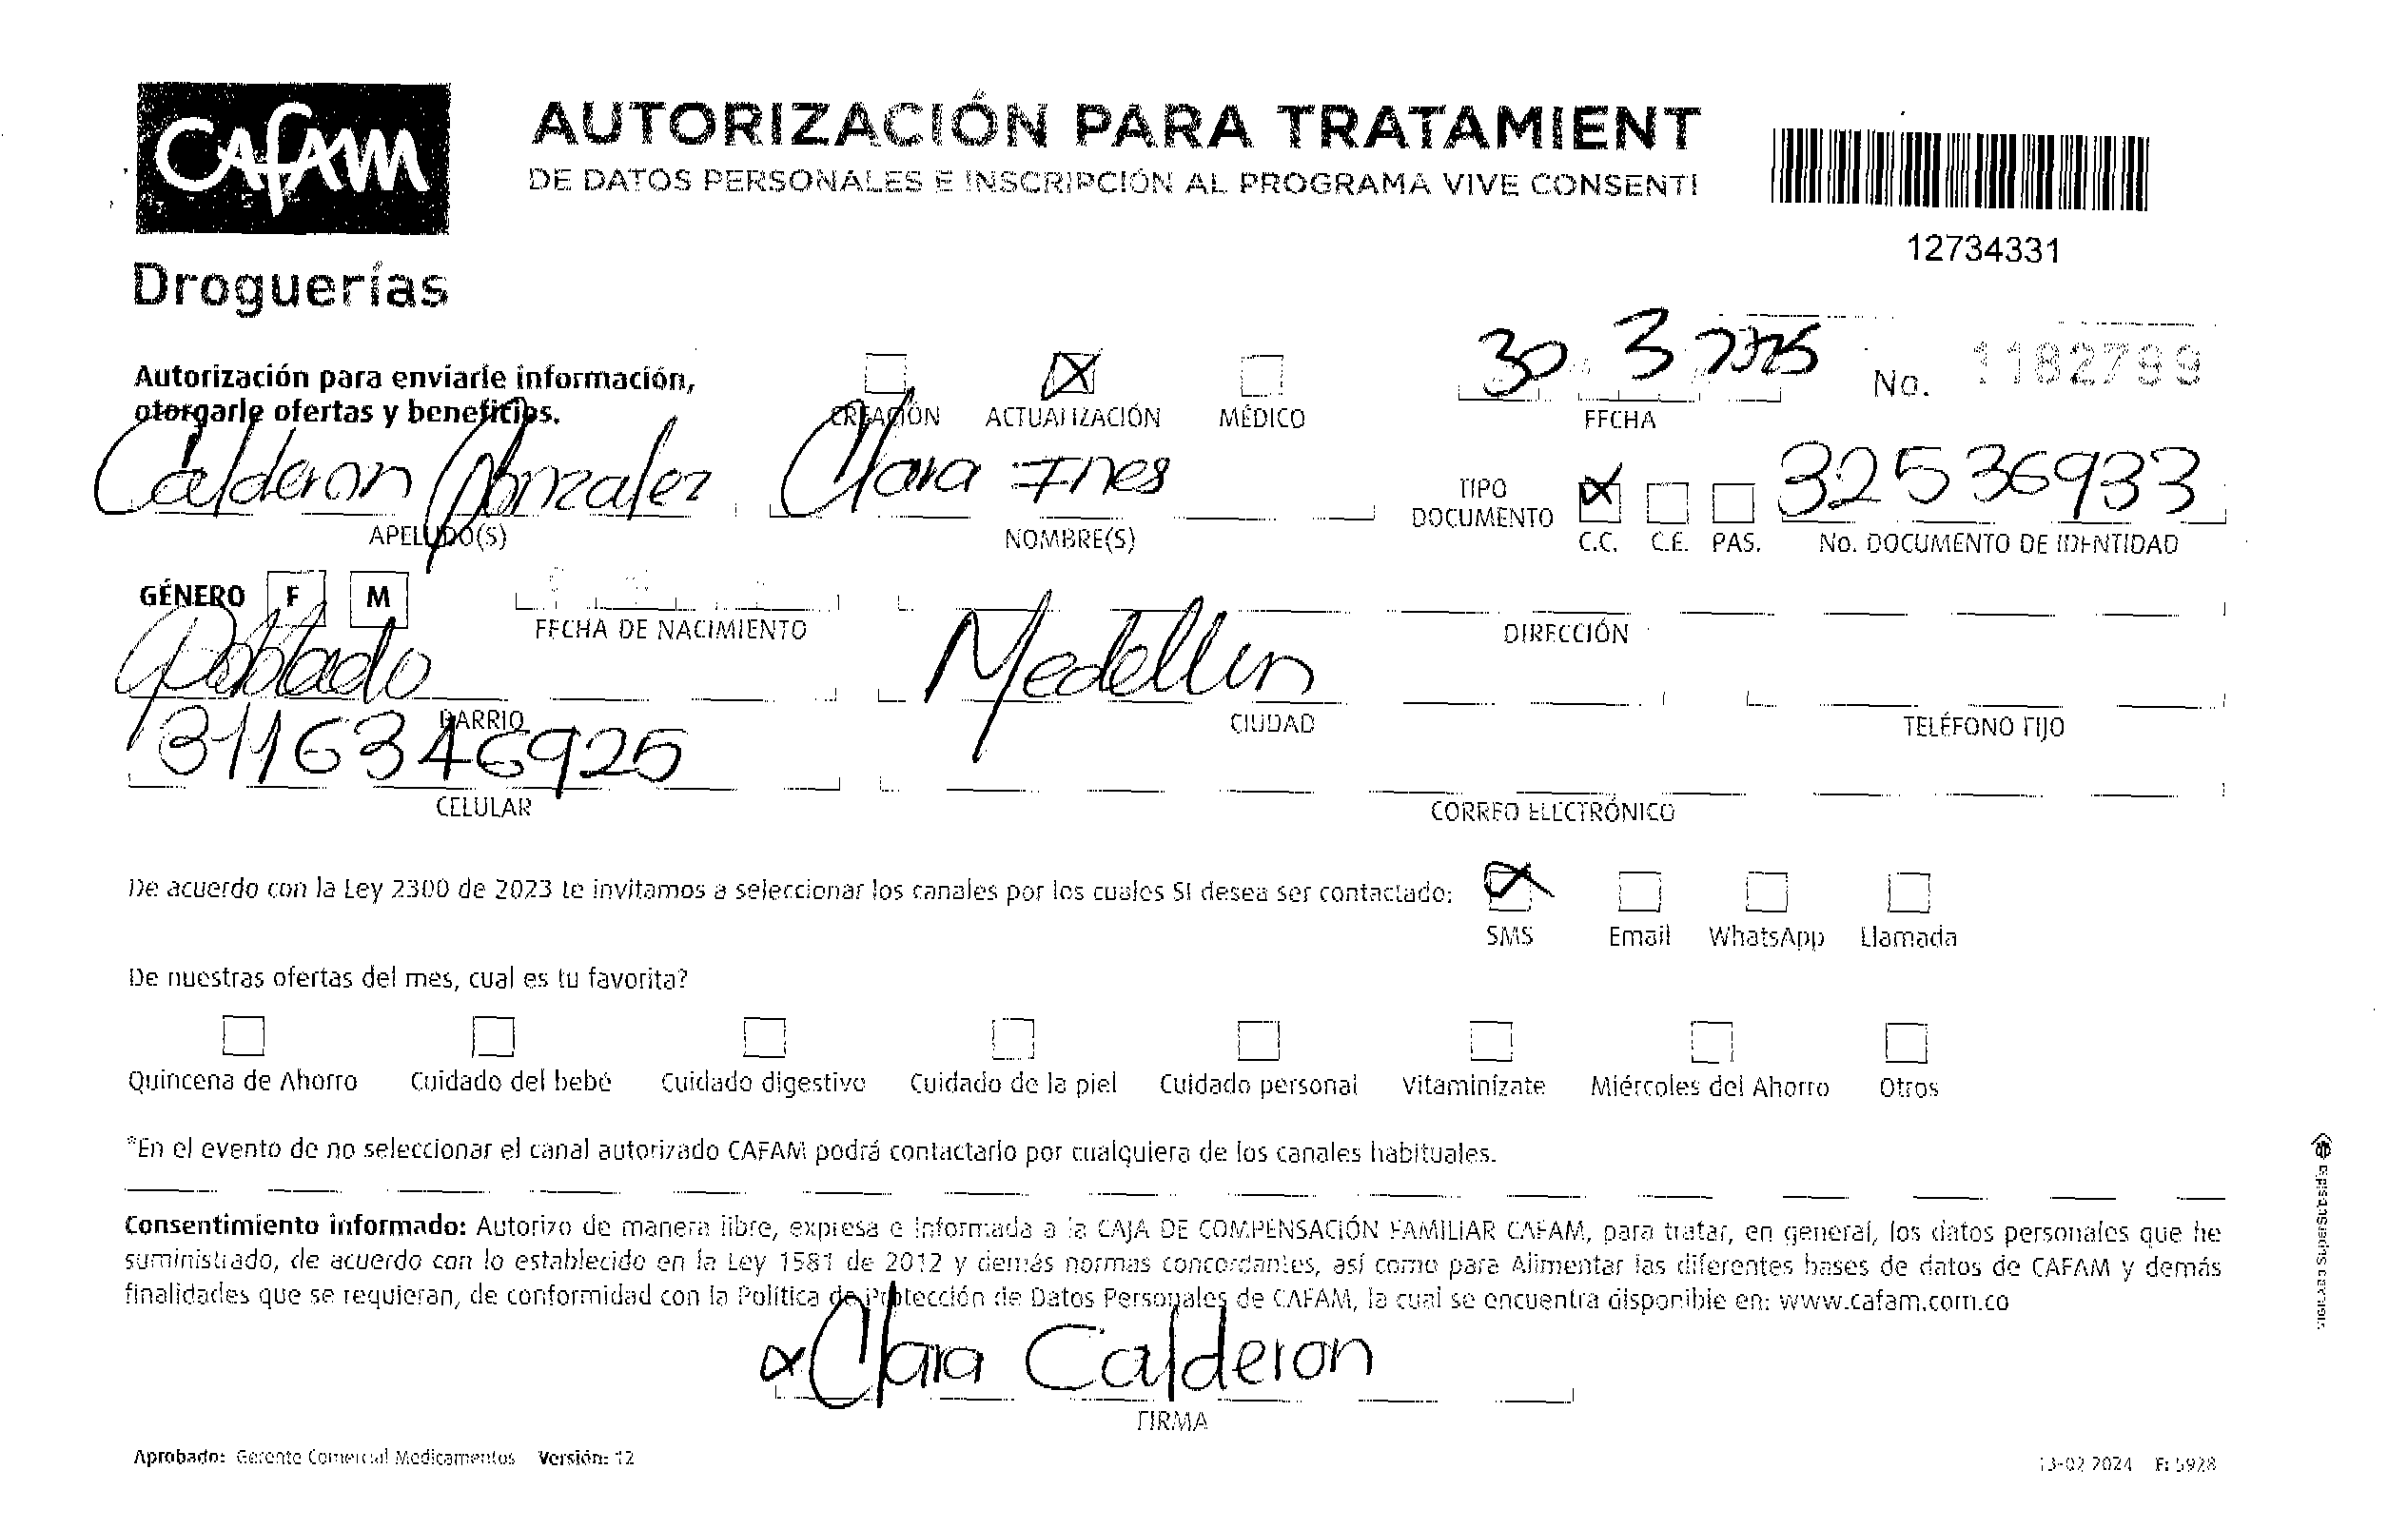 CAFAM
Droguerías
AUTORIZACIÓN PARA TRATAMIENT
DE DATOS PERSONALES E INSCRIPCIÓN AL PROGRAMA VIVE CONSENTI
12734331
Autorización para enviarle información,
otorgarle ofertas y beneficios.
CREACIÓN ACTUALIZACIÓN MÉDICO
30 3 2025
FECHA
No. 1182799
Calderon Gonzalez Clara Ines
APELLIDO(S) NOMBRE(S)
TIPO
DOCUMENTO
C.C. C.E. PAS.
32536933
No. DOCUMENTO DE IDENTIDAD
GÉNERO F M
FECHA DE NACIMIENTO DIRECCIÓN
Poblado Medellin
BARRIO CIUDAD TELÉFONO FIJO
3116346925
CELULAR CORREO ELECTRÓNICO
De acuerdo con la Ley 2300 de 2023 te invitamos a seleccionar los canales por los cuales SI desea ser contactado:
SMS Email WhatsApp Llamada
De nuestras ofertas del mes, cual es tu favorita?
Quincena de Ahorro Cuidado del bebé Cuidado digestivo Cuidado de la piel Cuidado personal Vitaminízate Miércoles del Ahorro Otros
*En el evento de no seleccionar el canal autorizado CAFAM podrá contactarlo por cualquiera de los canales habituales.
Consentimiento informado: Autorizo de manera libre, expresa e informada a la CAJA DE COMPENSACIÓN FAMILIAR CAFAM, para tratar, en general, los datos personales que he
suministrado, de acuerdo con lo establecido en la Ley 1581 de 2012 y demás normas concordantes, así como para Alimentar las diferentes bases de datos de CAFAM y demás
finalidades que se requieran, de conformidad con la Política de Protección de Datos Personales de CAFAM, la cual se encuentra disponible en: www.cafam.com.co
Clara Calderon
FIRMA
Aprobado: Gerente Comercial Medicamentos Versión: 12
13-02 2024 F: 5928